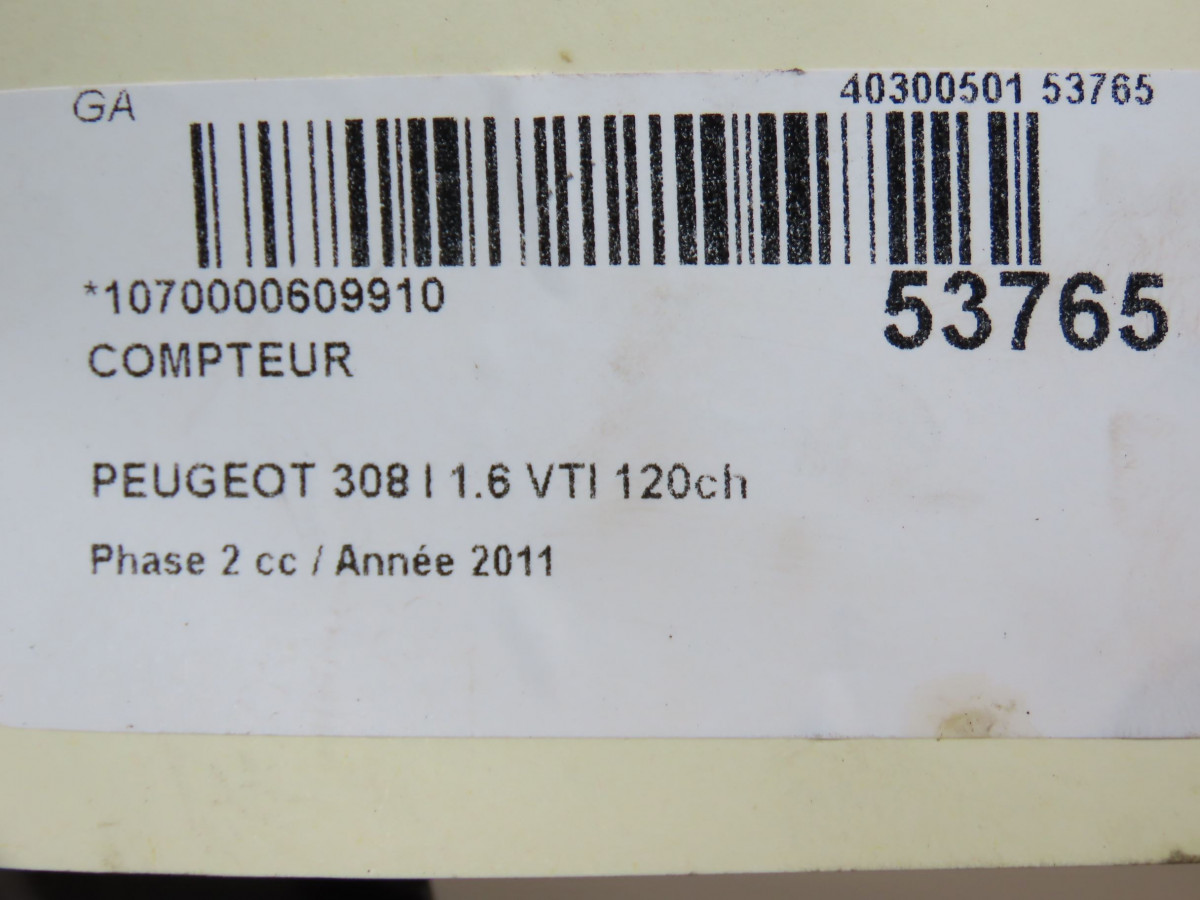 GA
40300501 53765
*1070000609910
53765
COMPTEUR
PEUGEOT 308 I 1.6 VTI 120ch
Phase 2 cc / Année 2011